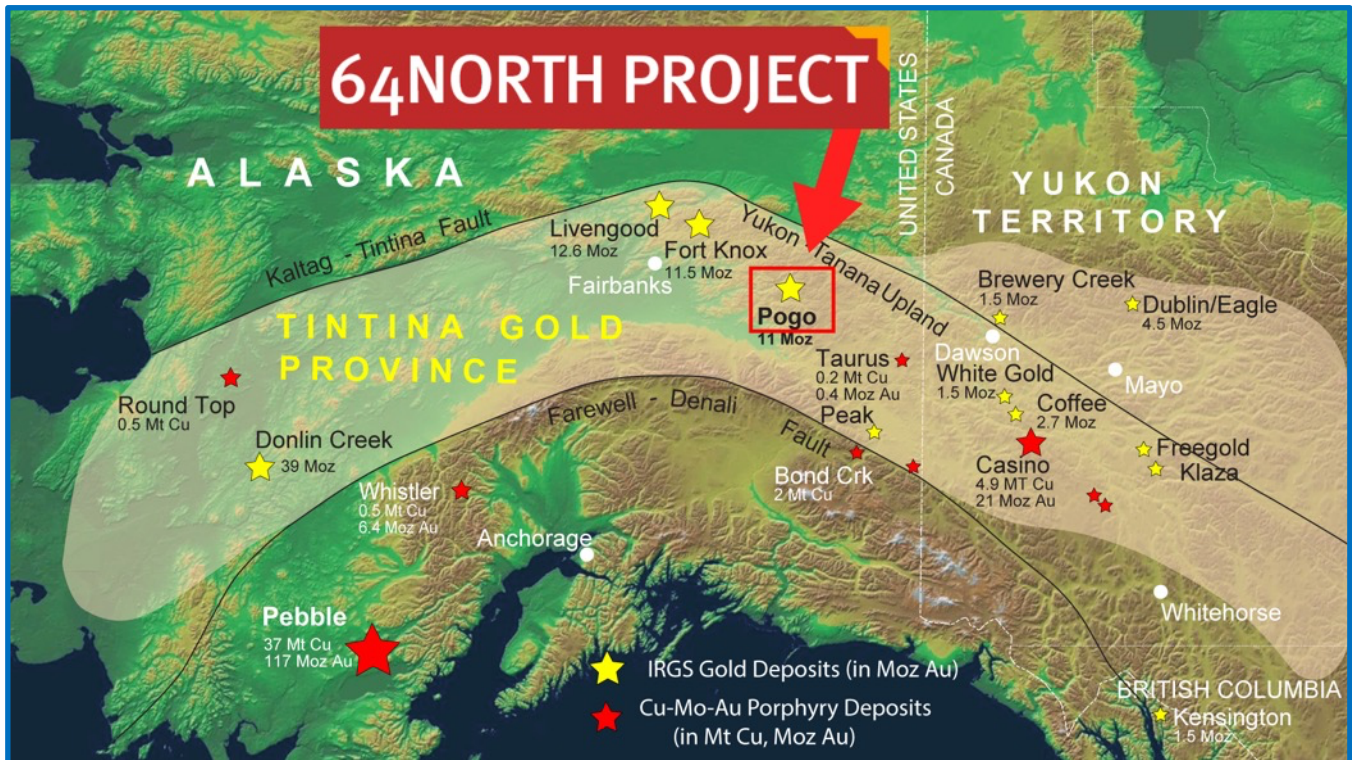 64NORTH PROJECT
UNITED STATES
CANADA
ALASKA
YUKON
TERRITORY
Kaltag - Tintina Fault
Livengood
12.6 Moz
Fort Knox
11.5 Moz
Fairbanks
Yukon - Tanana Upland
Pogo
11 Moz
Brewery Creek
1.5 Moz
Dublin/Eagle
4.5 Moz
TINTINA GOLD
PROVINCE
Dawson
Mayo
Taurus
0.2 Mt Cu
0.4 Moz Au
White Gold
1.5 Moz
Coffee
2.7 Moz
Round Top
0.5 Mt Cu
Farewell - Denali
Fault
Peak
Donlin Creek
39 Moz
Freegold
Klaza
Casino
4.9 MT Cu
21 Moz Au
Bond Crk
2 Mt Cu
Whistler
0.5 Mt Cu
6.4 Moz Au
Anchorage
Whitehorse
Pebble
37 Mt Cu
117 Moz Au
IRGS Gold Deposits (in Moz Au)
Cu-Mo-Au Porphyry Deposits
(in Mt Cu, Moz Au)
BRITISH COLUMBIA
Kensington
1.5 Moz